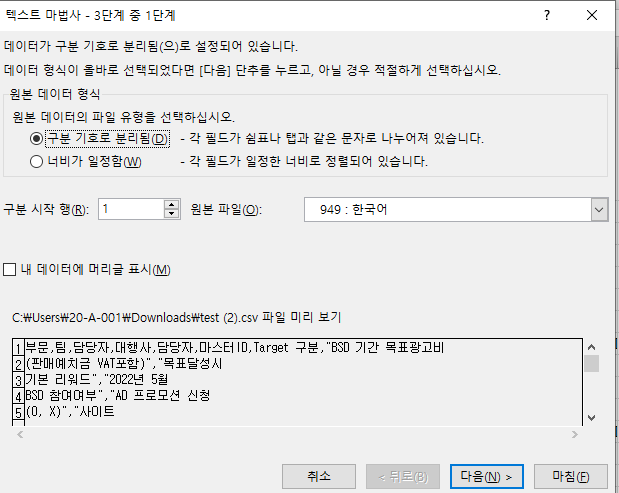 텍스트 마법사 - 3단계 중 1단계
데이터가 구분 기호로 분리됨(으)로 설정되어 있습니다.
데이터 형식이 올바로 선택되었다면 [다음] 단추를 누르고, 아닐 경우 적절하게 선택하십시오.
원본 데이터 형식
원본 데이터의 파일 유형을 선택하십시오.
구분 기호로 분리됨(D) - 각 필드가 쉼표나 탭과 같은 문자로 나누어져 있습니다.
너비가 일정함(W) - 각 필드가 일정한 너비로 정렬되어 있습니다.
구분 시작 행(R): 1 원본 파일(O): 949 : 한국어
내 데이터에 머리글 표시(M)
C:₩Users₩20-A-001₩Downloads₩test (2).csv 파일 미리 보기
1 부문,팀,담당자,대행사,담당자,마스터ID,Target 구분,"BSD 기간 목표광고비
2 (판매예치금 VAT포함)","목표달성시
3 기본 리워드","2022년 5월
4 BSD 참여여부","AD 프로모션 신청
5 (O, X)","사이트
취소 < 뒤로(B) 다음(N) > 마침(F)